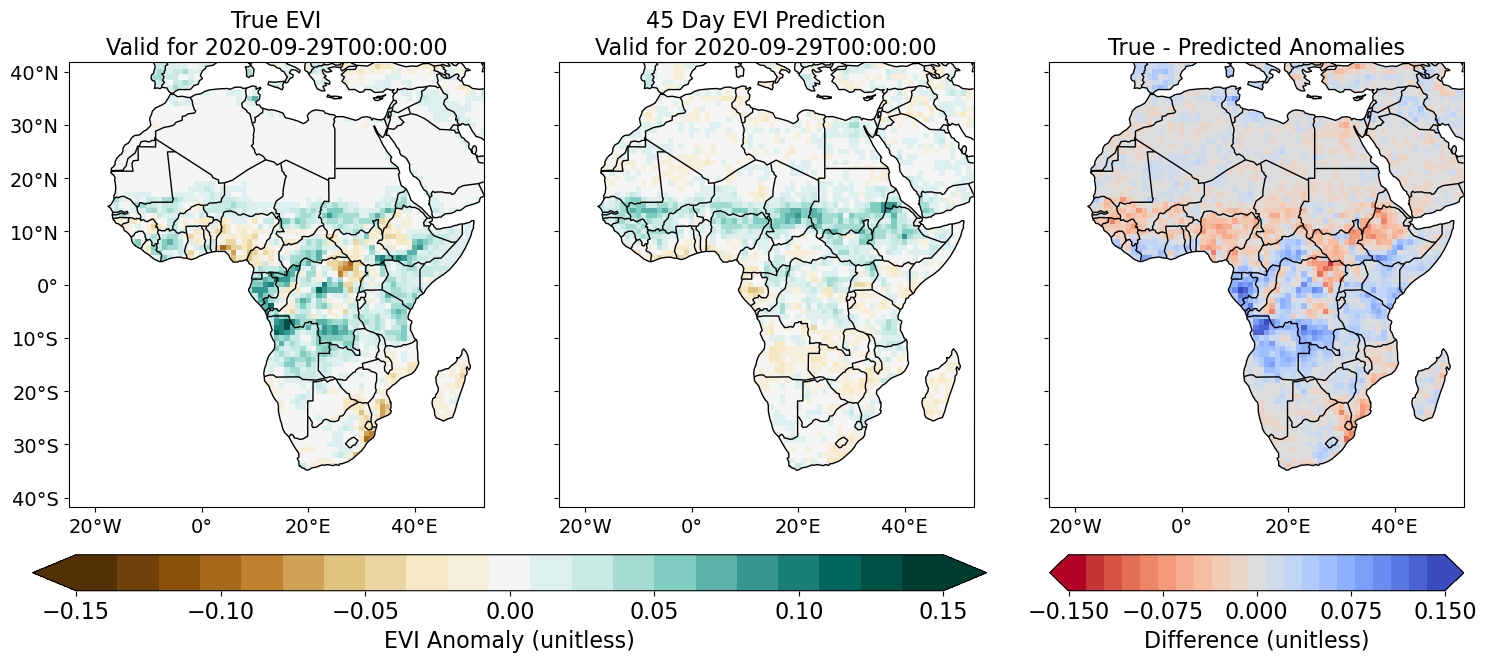 True EVI
Valid for 2020-09-29T00:00:00
45 Day EVI Prediction
Valid for 2020-09-29T00:00:00
True - Predicted Anomalies
40°N
30°N
20°N
10°N
0°
10°S
20°S
30°S
40°S
20°W 0° 20°E 40°E
20°W 0° 20°E 40°E
20°W 0° 20°E 40°E
−0.15 −0.10 −0.05 0.00 0.05 0.10 0.15
EVI Anomaly (unitless)
−0.150 −0.075 0.000 0.075 0.150
Difference (unitless)